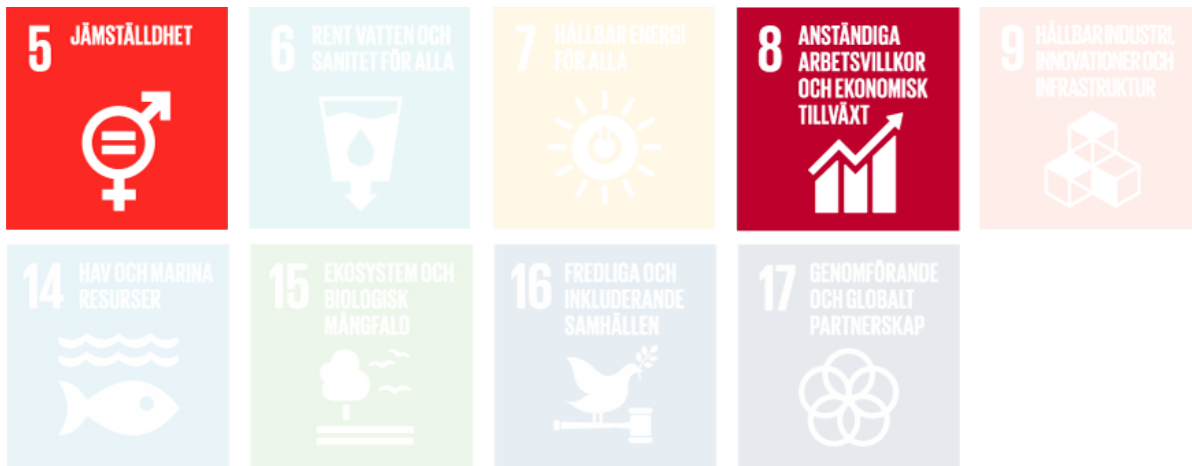 5 JÄMSTÄLLDHET
6 RENT VATTEN OCH
SANITET FÖR ALLA
7 HÅLLBAR ENERGI
FÖR ALLA
8 ANSTÄNDIGA
ARBETSVILLKOR
OCH EKONOMISK
TILLVÄXT
9 HÅLLBAR INDUSTRI,
INNOVATIONER OCH
INFRASTRUKTUR
14 HAV OCH MARINA
RESURSER
15 EKOSYSTEM OCH
BIOLOGISK
MÅNGFALD
16 FREDLIGA OCH
INKLUDERANDE
SAMHÄLLEN
17 GENOMFÖRANDE
OCH GLOBALT
PARTNERSKAP